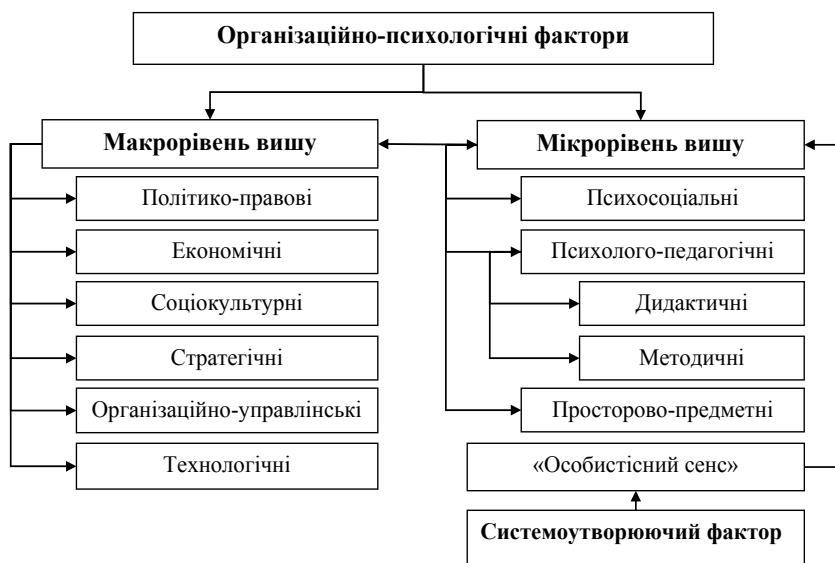 Організаційно-психологічні фактори
Макрорівень вишу
Політико-правові
Економічні
Соціокультурні
Стратегічні
Організаційно-управлінські
Технологічні
Мікрорівень вишу
Психосоціальні
Психолого-педагогічні
Дидактичні
Методичні
Просторово-предметні
«Особистісний сенс»
Системоутворюючий фактор